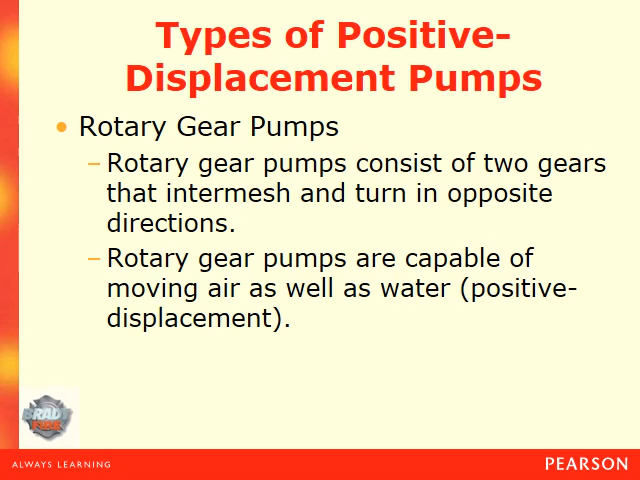 Types of Positive-
Displacement Pumps
• Rotary Gear Pumps
– Rotary gear pumps consist of two gears
that intermesh and turn in opposite
directions.
– Rotary gear pumps are capable of
moving air as well as water (positive-
displacement).
BRADY
FIRE
ALWAYS LEARNING
PEARSON